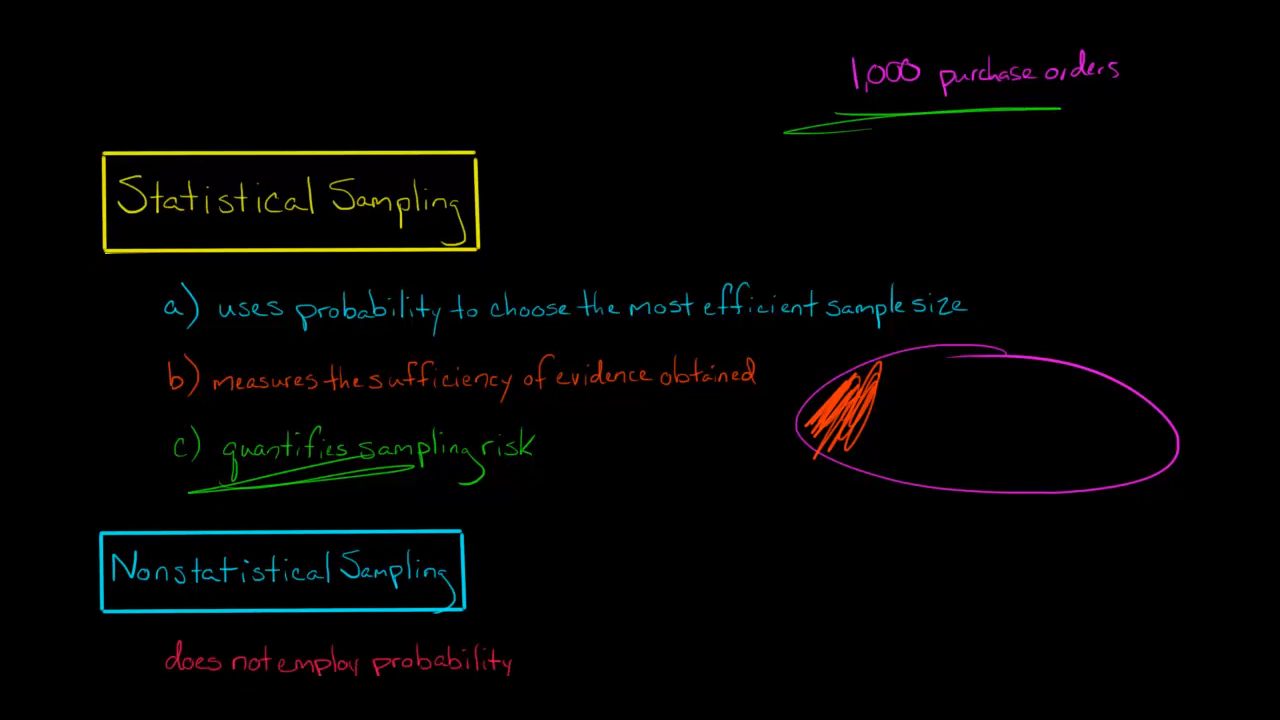 1,000 purchase orders
Statistical Sampling
a) uses probability to choose the most efficient sample size
b) measures the sufficiency of evidence obtained
c) quantifies sampling risk
Nonstatistical Sampling
does not employ probability